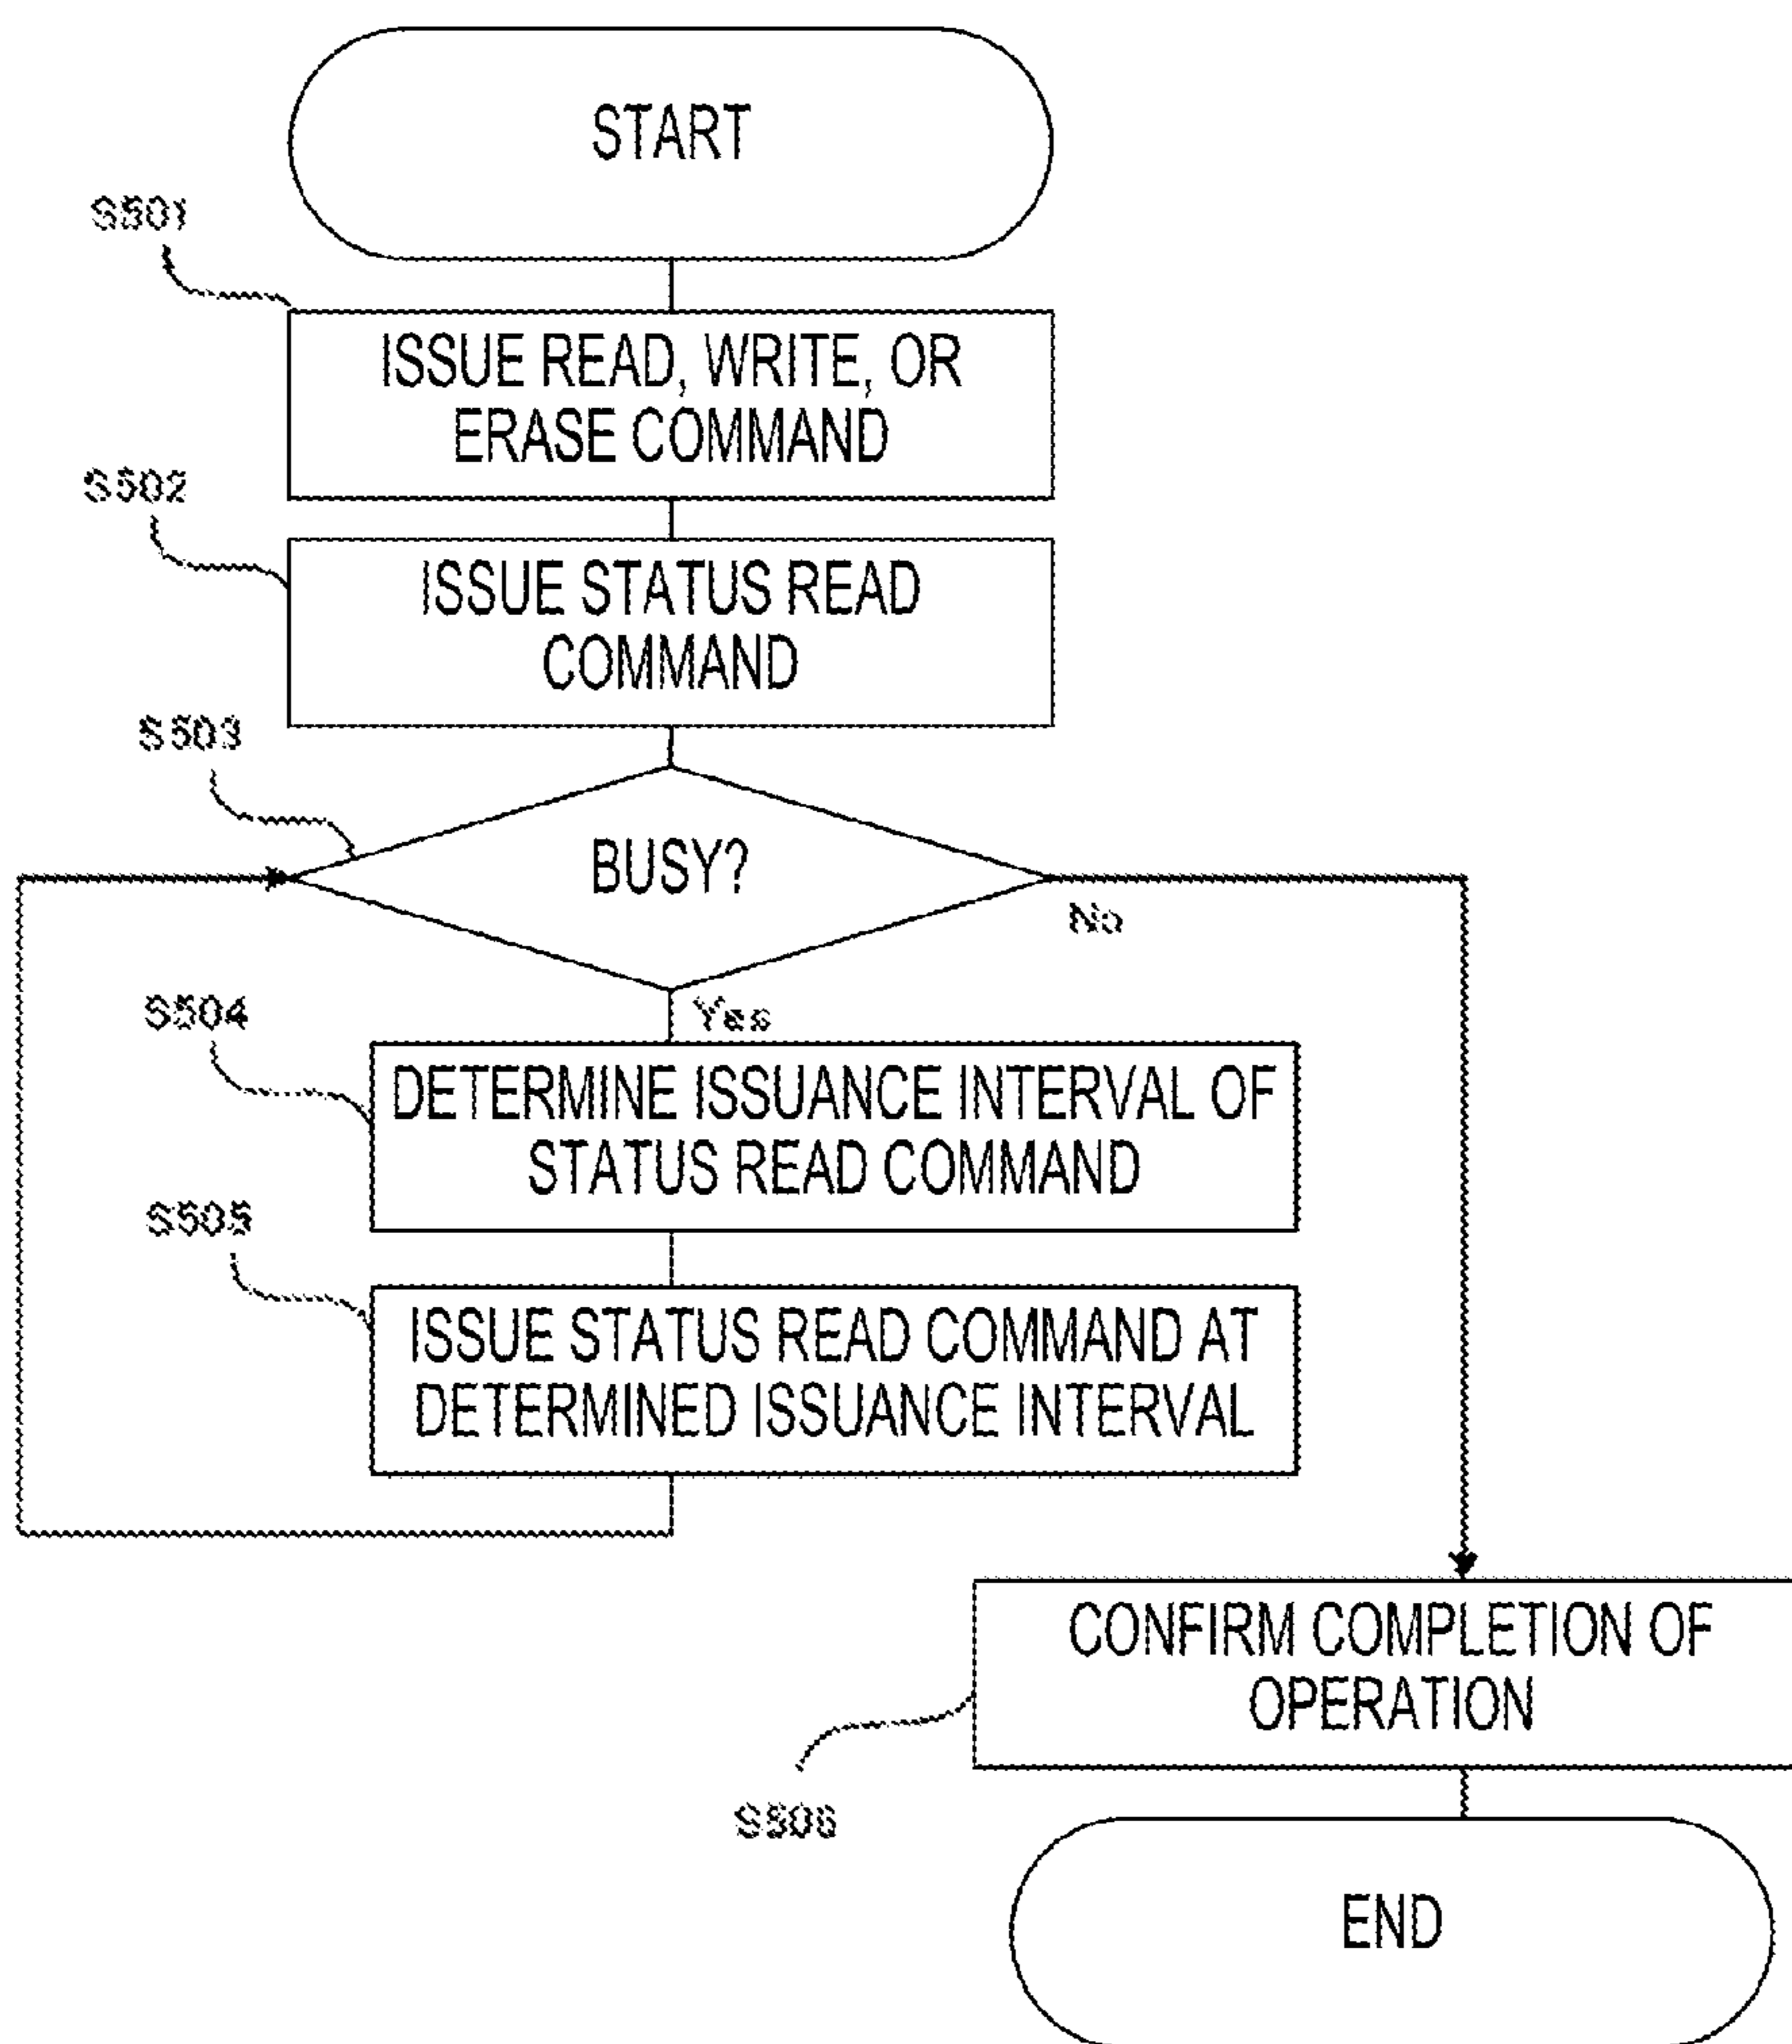 START
S501
ISSUE READ, WRITE, OR
ERASE COMMAND
S502
ISSUE STATUS READ
COMMAND
S503
BUSY?
No
Yes
S504
DETERMINE ISSUANCE INTERVAL OF
STATUS READ COMMAND
S505
ISSUE STATUS READ COMMAND AT
DETERMINED ISSUANCE INTERVAL
CONFIRM COMPLETION OF
OPERATION
S506
END